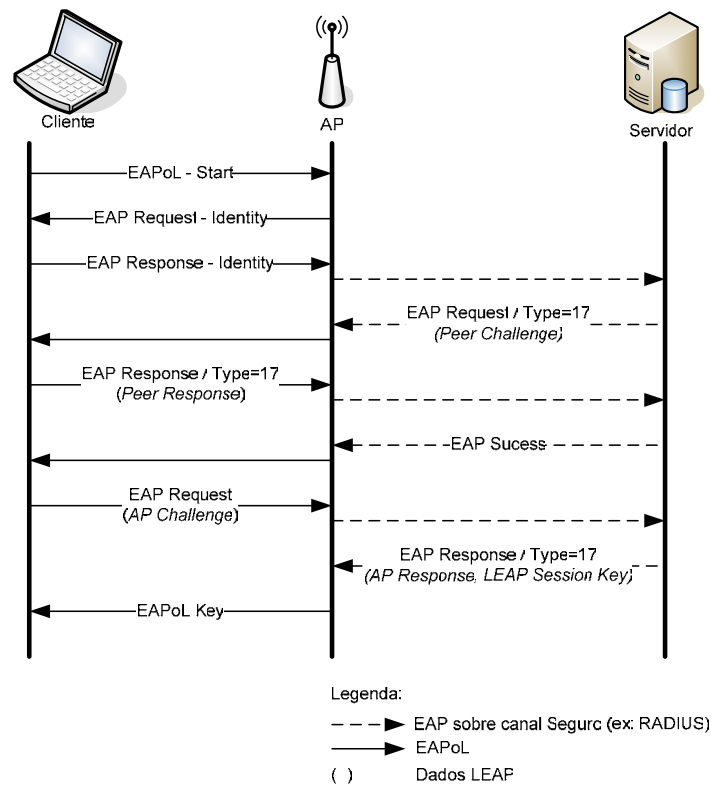 Cliente
AP
Servidor
EAPoL - Start
EAP Request - Identity
EAP Response - Identity
EAP Request / Type=17
(Peer Challenge)
EAP Response / Type=17
(Peer Response)
EAP Sucess
EAP Request
(AP Challenge)
EAP Response / Type=17
(AP Response, LEAP Session Key)
EAPoL Key
Legenda:
EAP sobre canal Seguro (ex: RADIUS)
EAPoL
( ) Dados LEAP